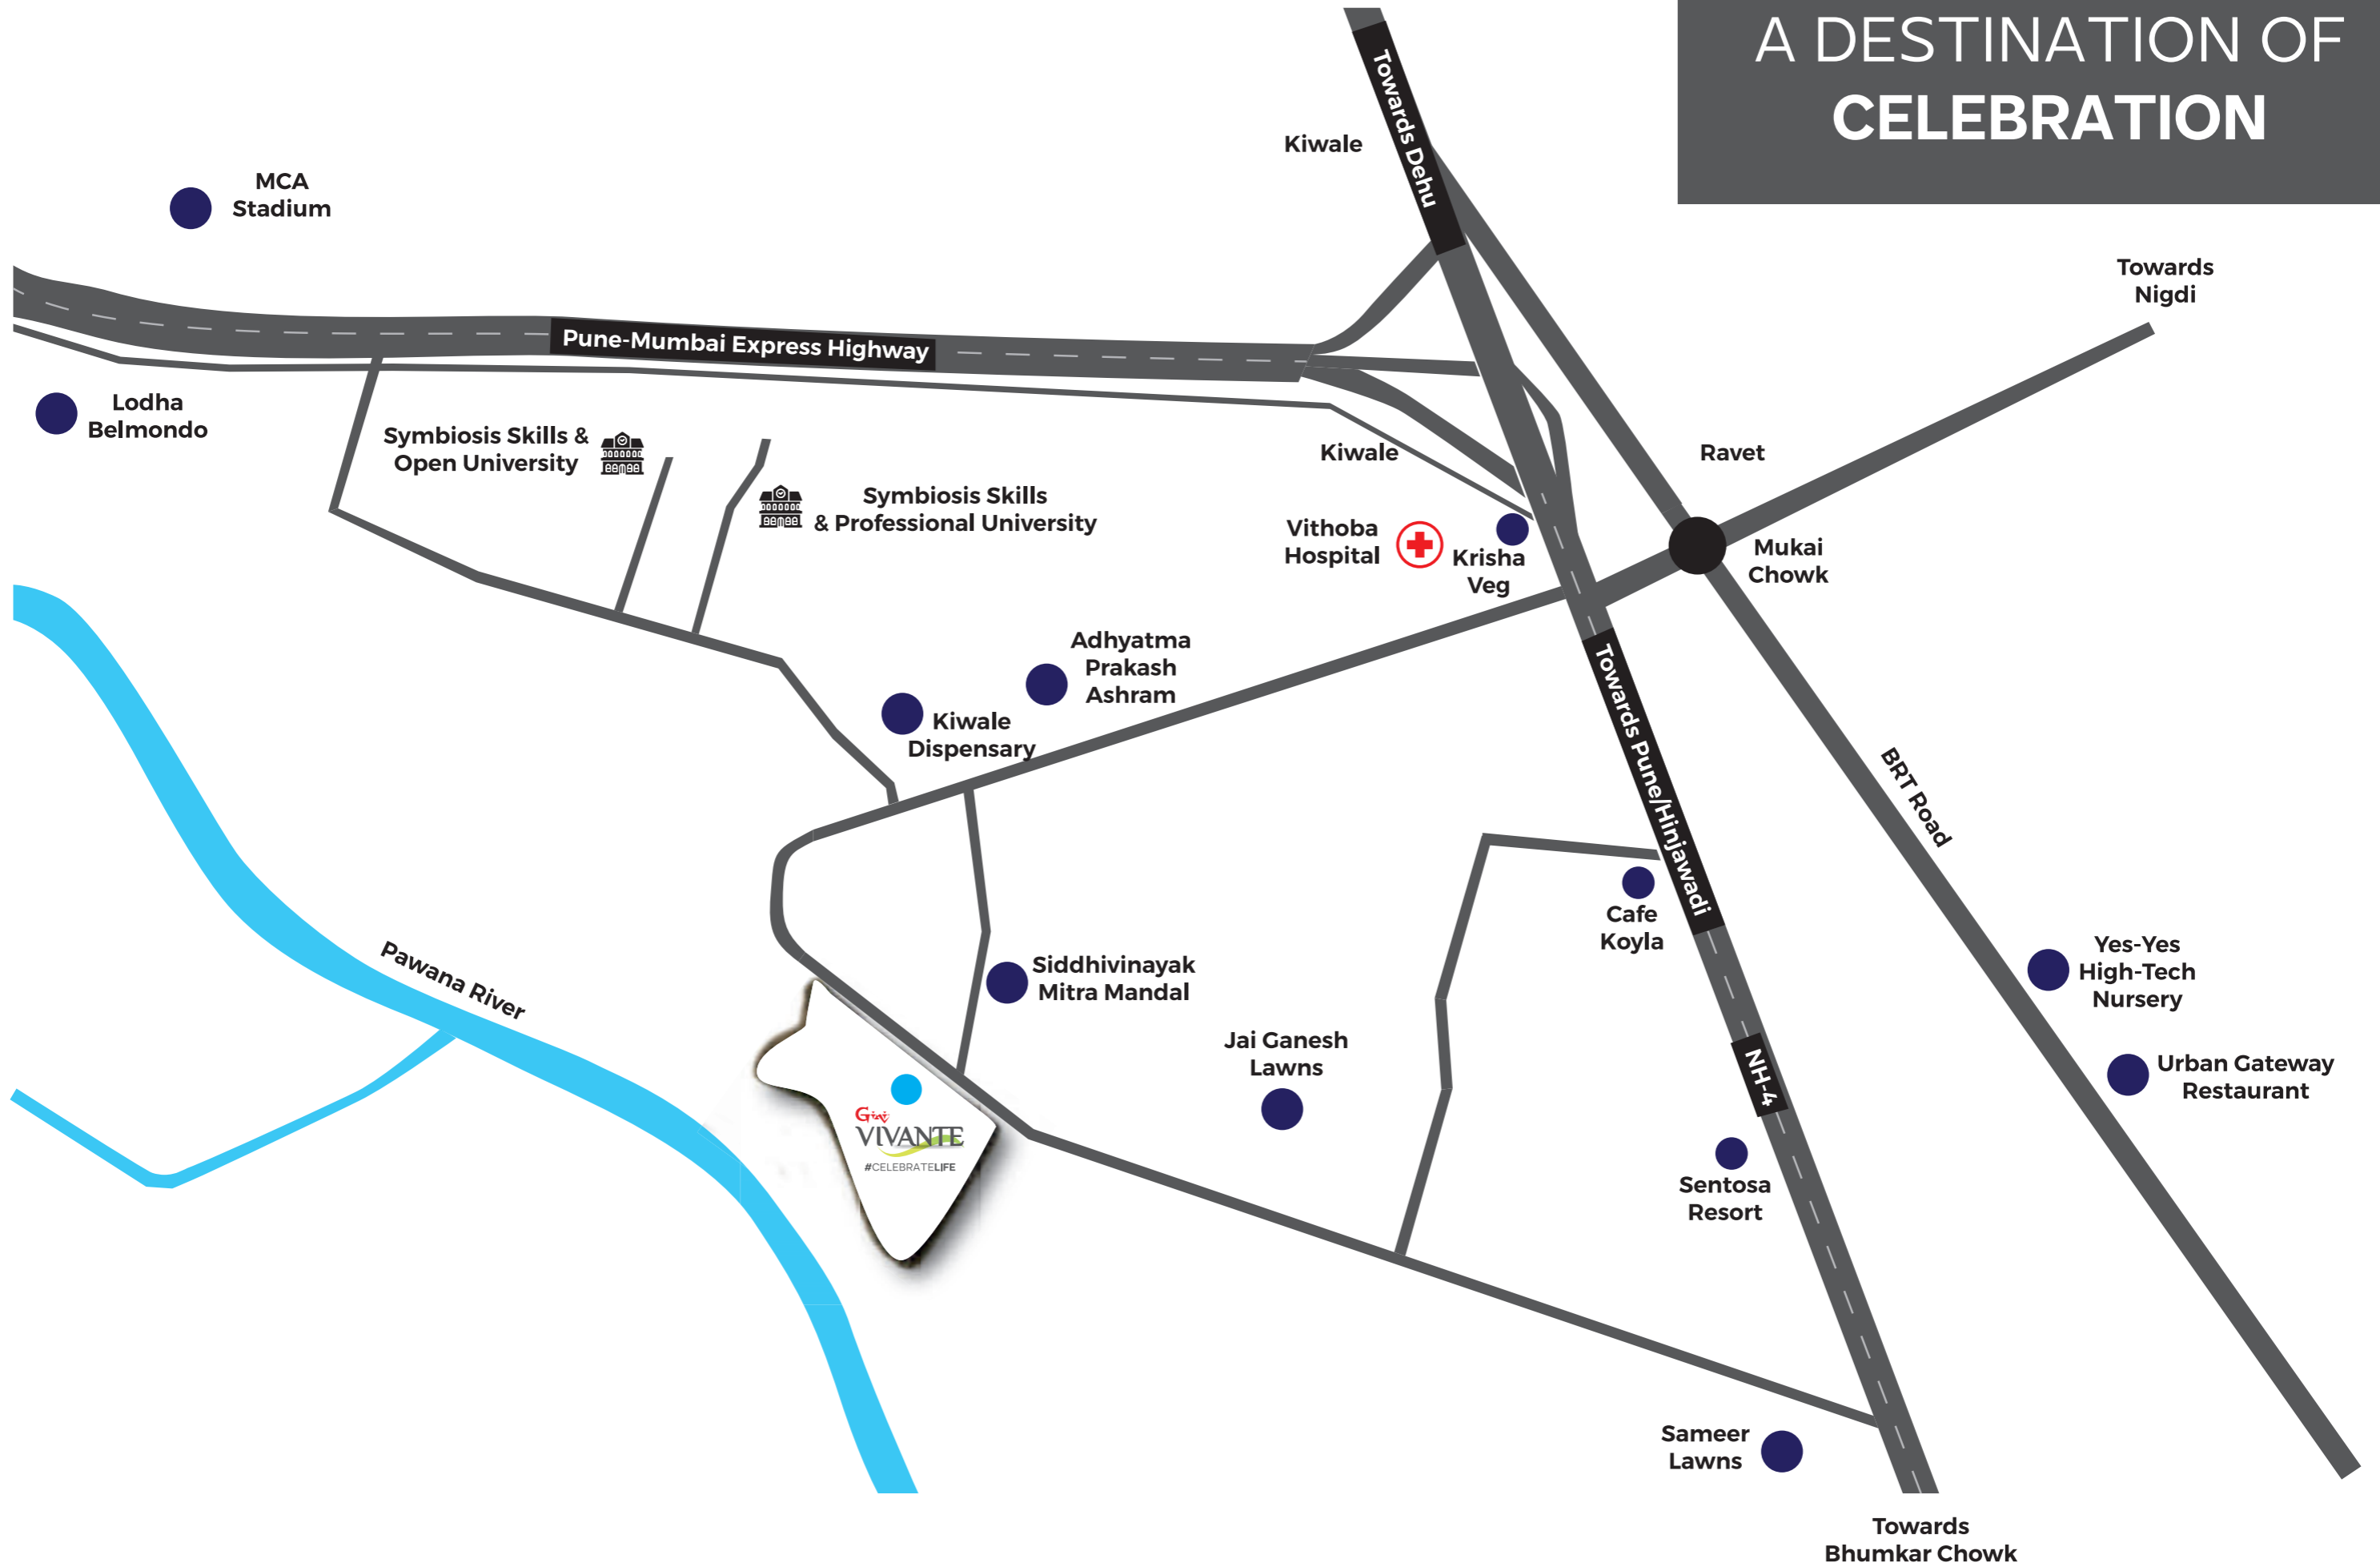 A DESTINATION OF
CELEBRATION
Towards Dehu
Kiwale
MCA
Stadium
Towards
Nigdi
Pune-Mumbai Express Highway
Lodha
Belmondo
Symbiosis Skills &
Open University
Kiwale
Ravet
Symbiosis Skills
& Professional University
Vithoba
Hospital
Krisha
Veg
Mukai
Chowk
Adhyatma
Prakash
Ashram
Kiwale
Dispensary
Towards Pune/Hinjawadi
BRT Road
Cafe
Koyla
Pawana River
Siddhivinayak
Mitra Mandal
Yes-Yes
High-Tech
Nursery
Jai Ganesh
Lawns
NH-4
Urban Gateway
Restaurant
VIVANTE
#CELEBRATELIFE
Sentosa
Resort
Sameer
Lawns
Towards
Bhumkar Chowk